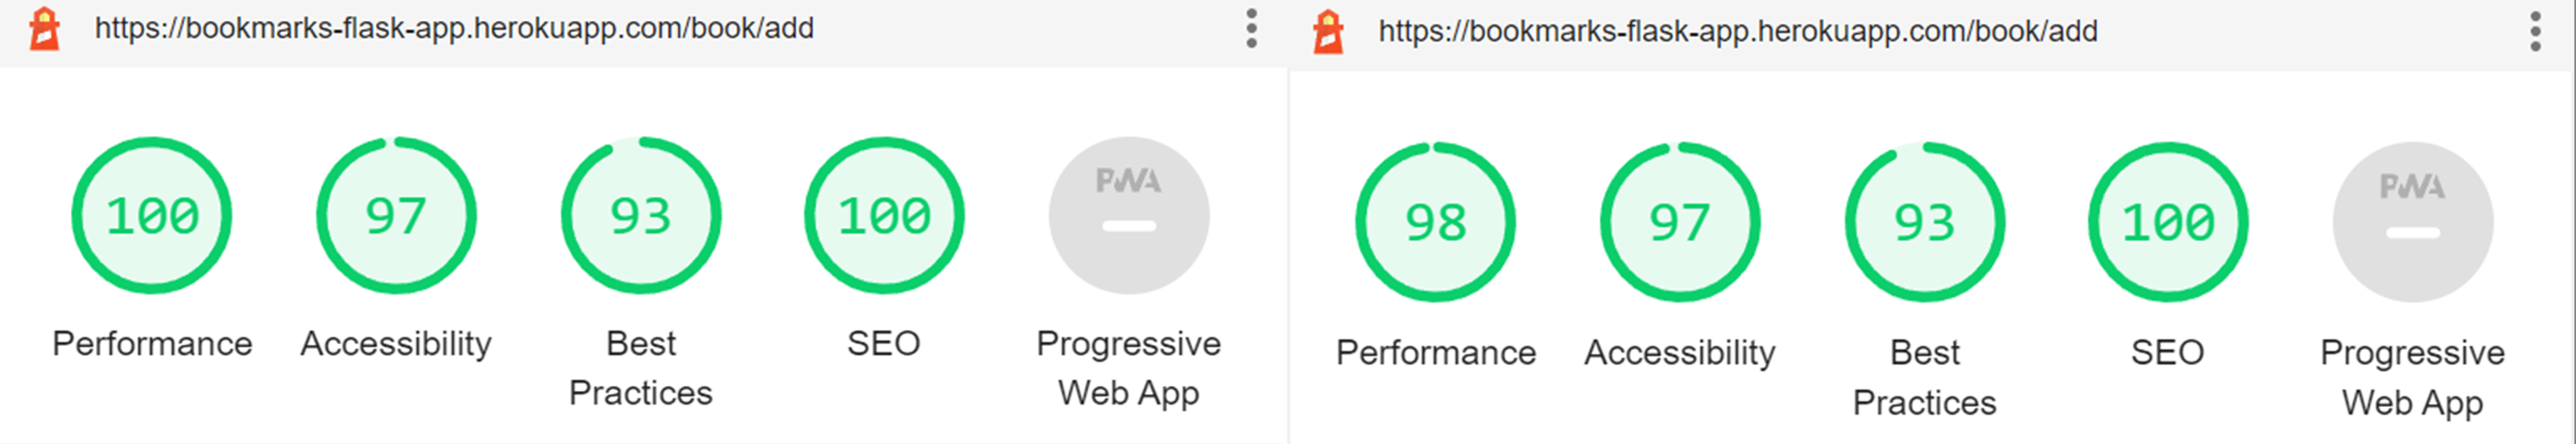 https://bookmarks-flask-app.herokuapp.com/book/add
100
97
93
100
PWA
Performance
Accessibility
Best
Practices
SEO
Progressive
Web App
https://bookmarks-flask-app.herokuapp.com/book/add
98
97
93
100
PWA
Performance
Accessibility
Best
Practices
SEO
Progressive
Web App